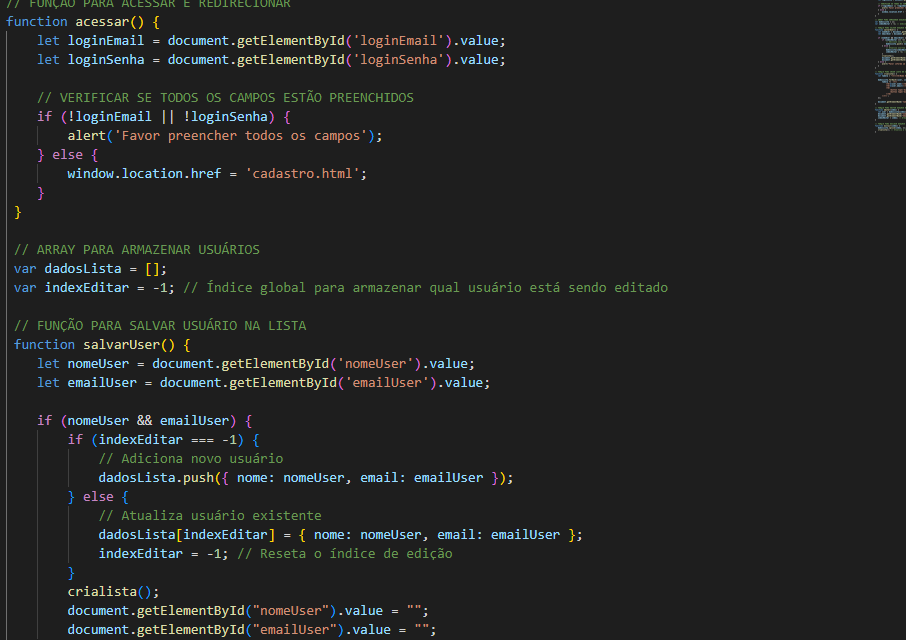 // FUNÇÃO PARA ACESSAR E REDIRECIONAR
function acessar() {
let loginEmail = document.getElementById('loginEmail').value;
let loginSenha = document.getElementById('loginSenha').value;
// VERIFICAR SE TODOS OS CAMPOS ESTÃO PREENCHIDOS
if (!loginEmail || !loginSenha) {
alert('Favor preencher todos os campos');
} else {
window.location.href = 'cadastro.html';
}
}
// ARRAY PARA ARMAZENAR USUÁRIOS
var dadosLista = [];
var indexEditar = -1; // Índice global para armazenar qual usuário está sendo editado
// FUNÇÃO PARA SALVAR USUÁRIO NA LISTA
function salvarUser() {
let nomeUser = document.getElementById('nomeUser').value;
let emailUser = document.getElementById('emailUser').value;
if (nomeUser && emailUser) {
if (indexEditar === -1) {
// Adiciona novo usuário
dadosLista.push({ nome: nomeUser, email: emailUser });
} else {
// Atualiza usuário existente
dadosLista[indexEditar] = { nome: nomeUser, email: emailUser };
indexEditar = -1; // Reseta o índice de edição
}
crialista();
document.getElementById("nomeUser").value = "";
document.getElementById("emailUser").value = "";